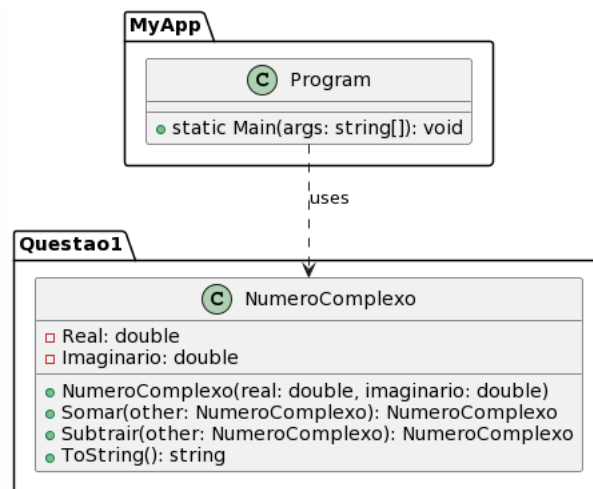 MyApp
C Program
static Main(args: string[]): void
uses
Questao1
C NumeroComplexo
Real: double
Imaginario: double
NumeroComplexo(real: double, imaginario: double)
Somar(other: NumeroComplexo): NumeroComplexo
Subtrair(other: NumeroComplexo): NumeroComplexo
ToString(): string